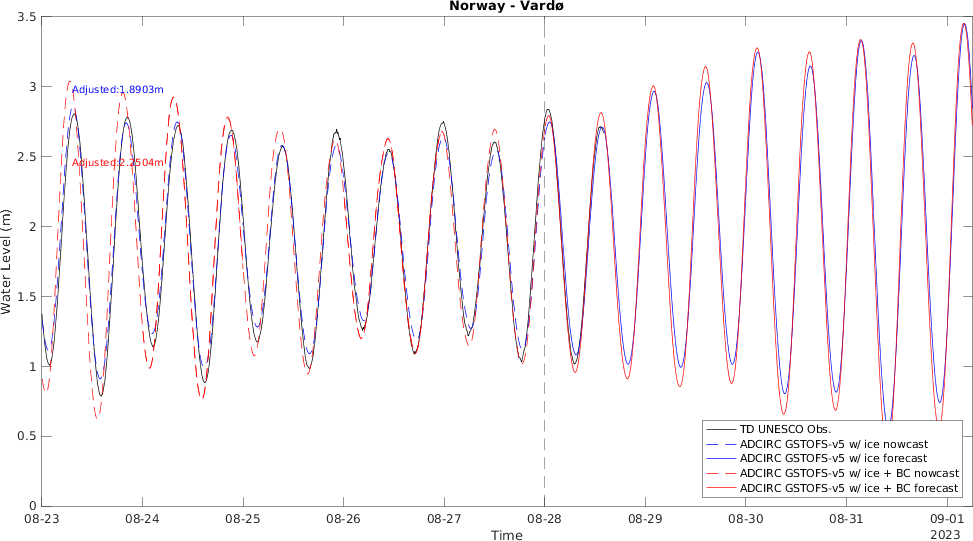 Norway - Vardø
3.5
3
2.5
2
1.5
1
0.5
0
Water Level (m)
Adjusted:1.8903m
Adjusted:2.2504m
TD UNESCO Obs.
ADCIRC GSTOFS-v5 w/ ice nowcast
ADCIRC GSTOFS-v5 w/ ice forecast
ADCIRC GSTOFS-v5 w/ ice + BC nowcast
ADCIRC GSTOFS-v5 w/ ice + BC forecast
08-23 08-24 08-25 08-26 08-27 08-28 08-29 08-30 08-31 09-01
2023
Time